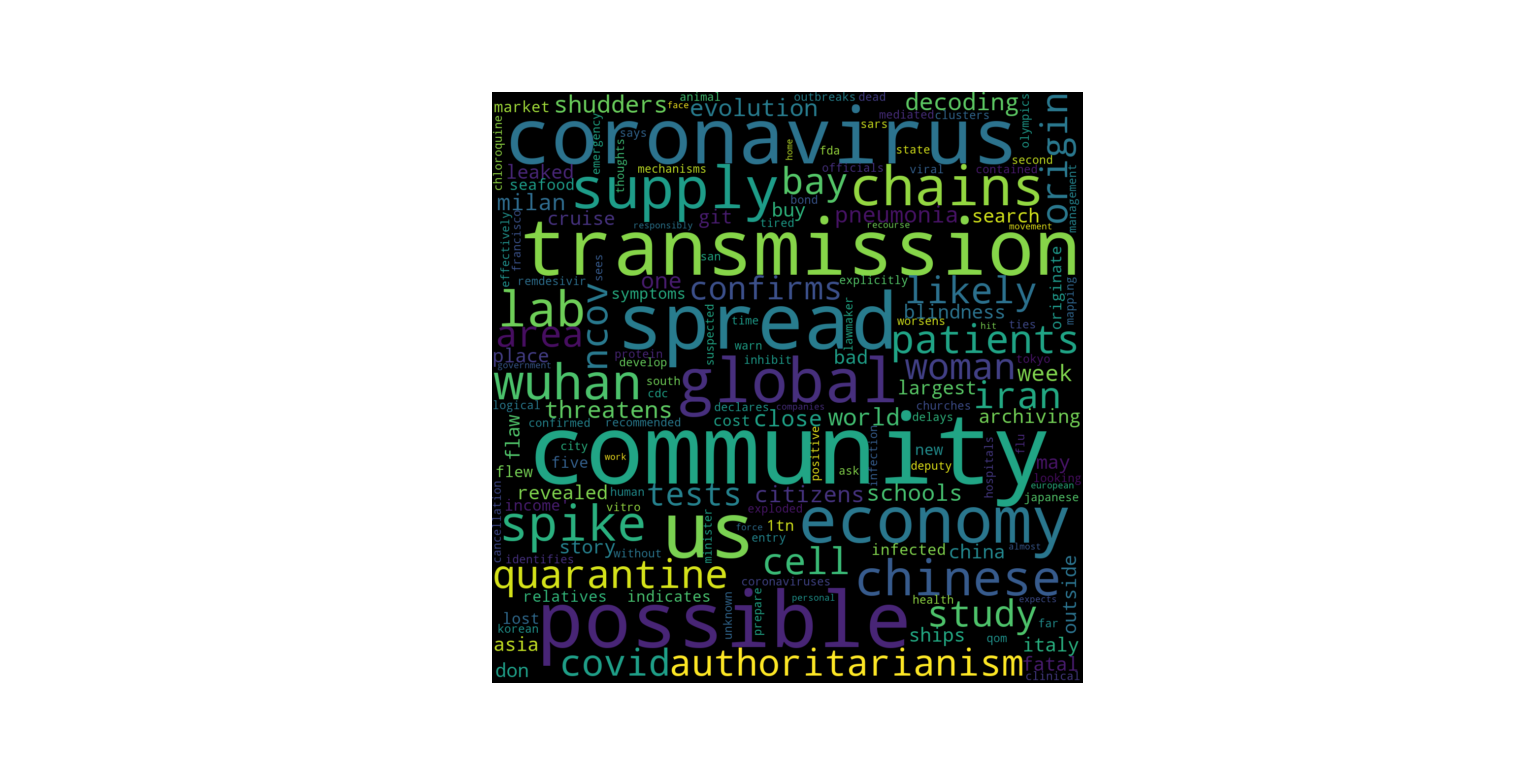 market
shudders
animal
face
evolution
outbreaks
dead
decoding
olympics
origin
mediated
clusters
chloroquine
coronavirus
emergency
says
thoughts
home
sars
fda
state
second
leaked
seafood
mechanisms
supply
officials
bay
viral
contained
chains
management
milan
cruise
git
buy
bond
pneumonia
search
effectively
francisco
responsibly
tired
recourse
movement
transmission
san
sees
remdesivir
ncov
symptoms
one
confirms
explicitly
likely
originate
mapping
lab
spread
lawmaker
blindness
area
suspected
time
worsens
hit
ties
patients
place
government
protein
develop
warn
inhibit
bad
woman
tokyo
week
wuhan
south
cdc
global
largest
iran
logical
threatens
declares
companies
cost
close
world
churches
delays
archiving
flaw
confirmed
recommended
community
city
five
work
positive
ask
infection
new
deputy
hospitals
flu
may
flew
looking
european
japanese
cancellation
revealed
human
tests
citizens
schools
income
vitro
exploded
spike
us
minister
force
1tn
entry
economy
story
without
identifies
cell
infected
china
almost
outside
quarantine
coronaviruses
chinese
relatives
indicates
unknown
prepare
personal
health
expects
possible
study
far
lost
korean
ships
qom
asia
italy
don
covid
authoritarianism
fatal
clinical